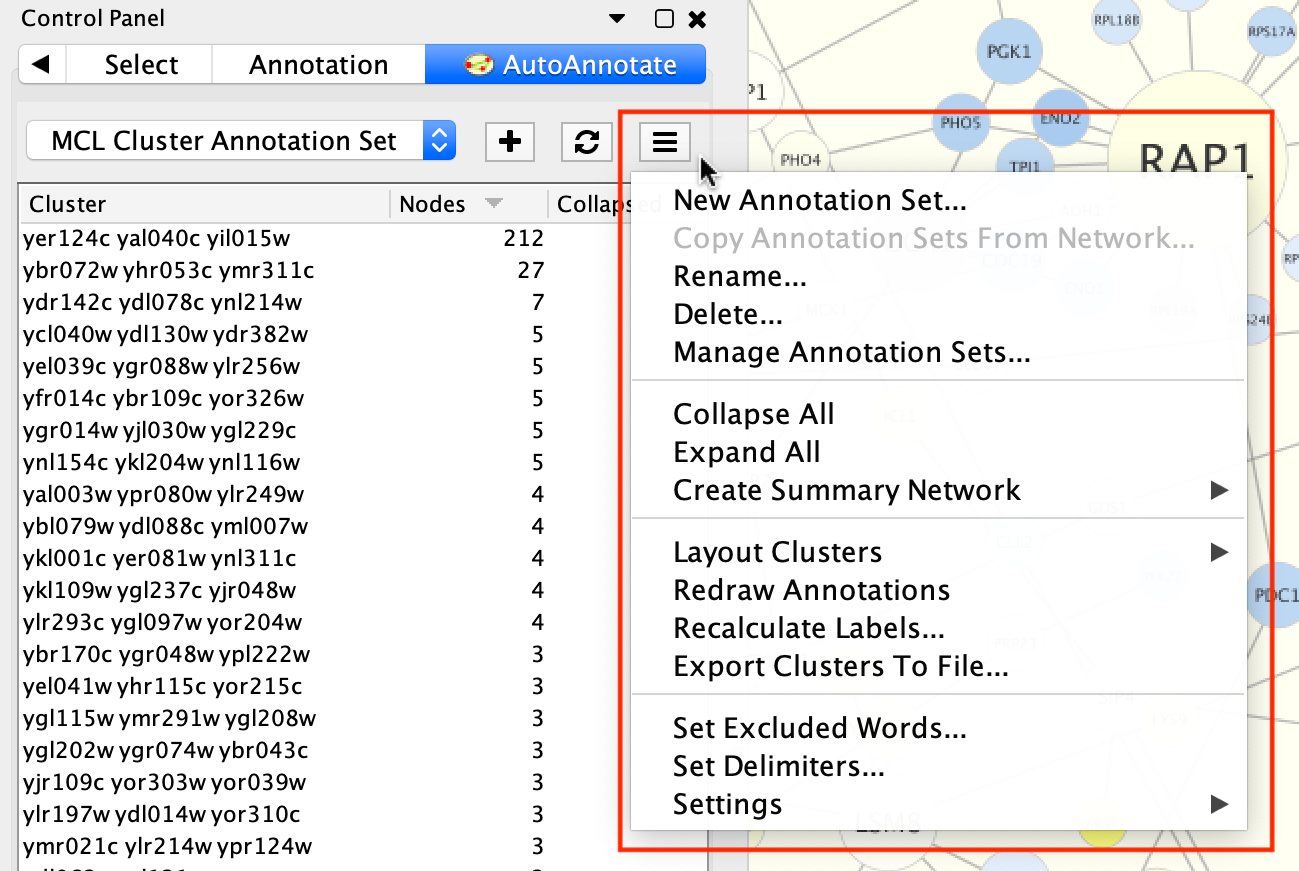 Control Panel
Select
Annotation
AutoAnnotate
MCL Cluster Annotation Set
Cluster
Nodes
Collapsed
yer124c yal040c yil015w 212
ybr072w yhr053c ymr311c 27
ydr142c ydl078c ynl214w 7
ycl040w ydl130w ydr382w 5
yel039c ygr088w ylr256w 5
yfr014c ybr109c yor326w 5
ygr014w yjl030w ygl229c 5
ynl154c ykl204w ynl116w 5
yal003w ypr080w ylr249w 4
ybl079w ydl088c yml007w 4
ykl001c yer081w ynl311c 4
ykl109w ygl237c yjr048w 4
ylr293c ygl097w yor204w 4
ybr170c ygr048w ypl222w 3
yel041w yhr115c yor215c 3
ygl115w ymr291w ygl208w 3
ygl202w ygr074w ybr043c 3
yjr109c yor303w yor039w 3
ylr197w ydl014w yor310c 3
ymr021c ylr214w ypr124w 3
New Annotation Set...
Copy Annotation Sets From Network...
Rename...
Delete...
Manage Annotation Sets...
Collapse All
Expand All
Create Summary Network
Layout Clusters
Redraw Annotations
Recalculate Labels...
Export Clusters To File...
Set Excluded Words...
Set Delimiters...
Settings
RPL18B
RPS17A
PGK1
PHO5
ENO2
PHO4
TPI1
RAP1
PDC1
LSM8